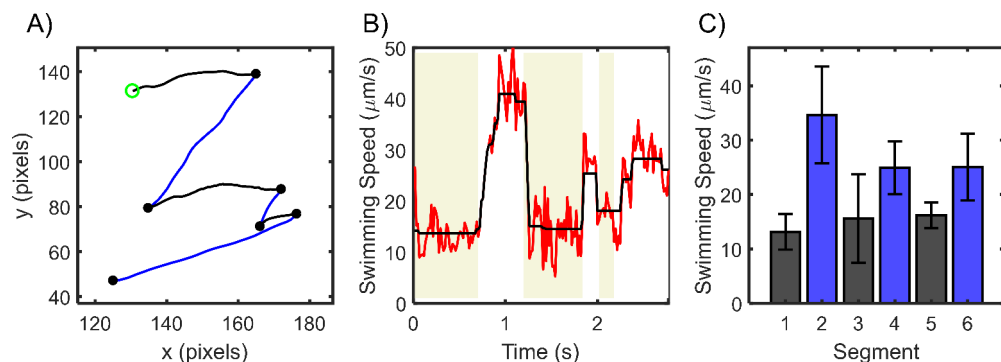 A)
y (pixels)
140
120
100
80
60
40
120 140 160 180
x (pixels)
B)
Swimming Speed (μm/s)
50
40
30
20
10
0
0 1 2
Time (s)
C)
Swimming Speed (μm/s)
40
30
20
10
0
1 2 3 4 5 6
Segment